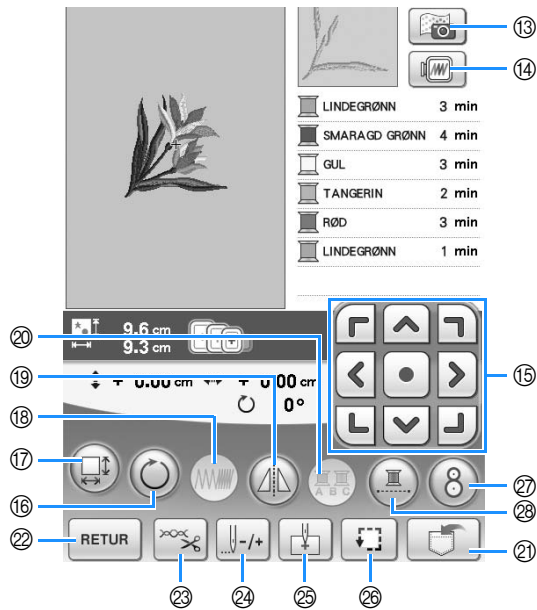 ⑬
⑭
LINDEGRØNN 3 min
SMARAGD GRØNN 4 min
GUL 3 min
TANGERIN 2 min
RØD 3 min
LINDEGRØNN 1 min
9.6 cm
9.3 cm
⑳
⑮
⑲
+ 0.00 cm + 0.00 cm
0°
⑱
⑰
A B C
8
㉗
⑯
㉘
㉒ RETUR
-/+
㉑
㉓ ㉔ ㉕ ㉖